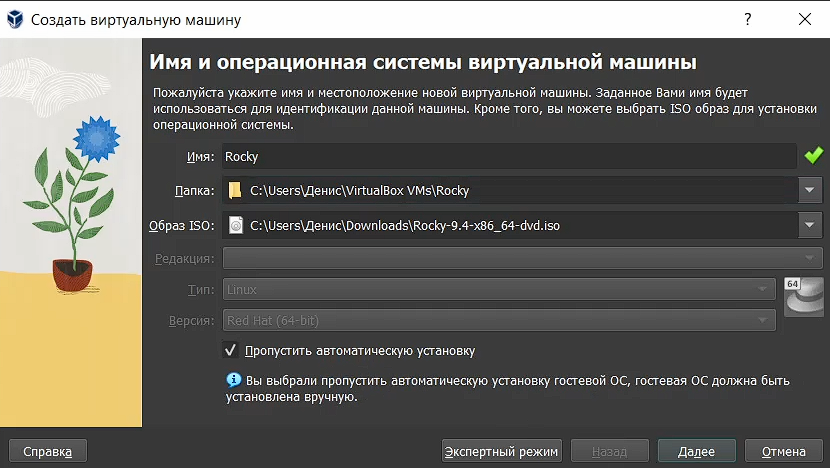 Создать виртуальную машину
?
Имя и операционная системы виртуальной машины
Пожалуйста укажите имя и местоположение новой виртуальной машины. Заданное Вами имя будет
использоваться для идентификации данной машины. Кроме того, вы можете выбрать ISO образ для установки
операционной системы.
Имя: Rocky
Папка: C:\Users\Денис\VirtualBox VMs\Rocky
Образ ISO: C:\Users\Денис\Downloads\Rocky-9.4-x86_64-dvd.iso
Редакция:
Тип: Linux
64
Версия: Red Hat (64-bit)
Пропустить автоматическую установку
Вы выбрали пропустить автоматическую установку гостевой ОС, гостевая ОС должна быть
установлена вручную.
Справка Экспертный режим Назад Далее Отмена